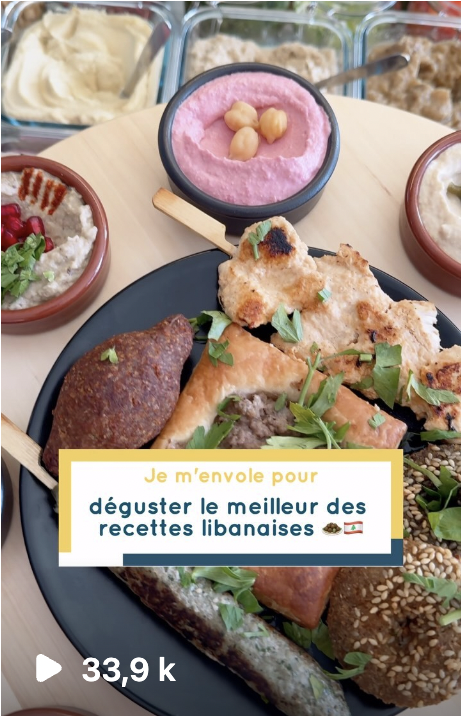 Je m'envole pour
déguster le meilleur des
recettes libanaises 🧆🇱🇧
33,9 k